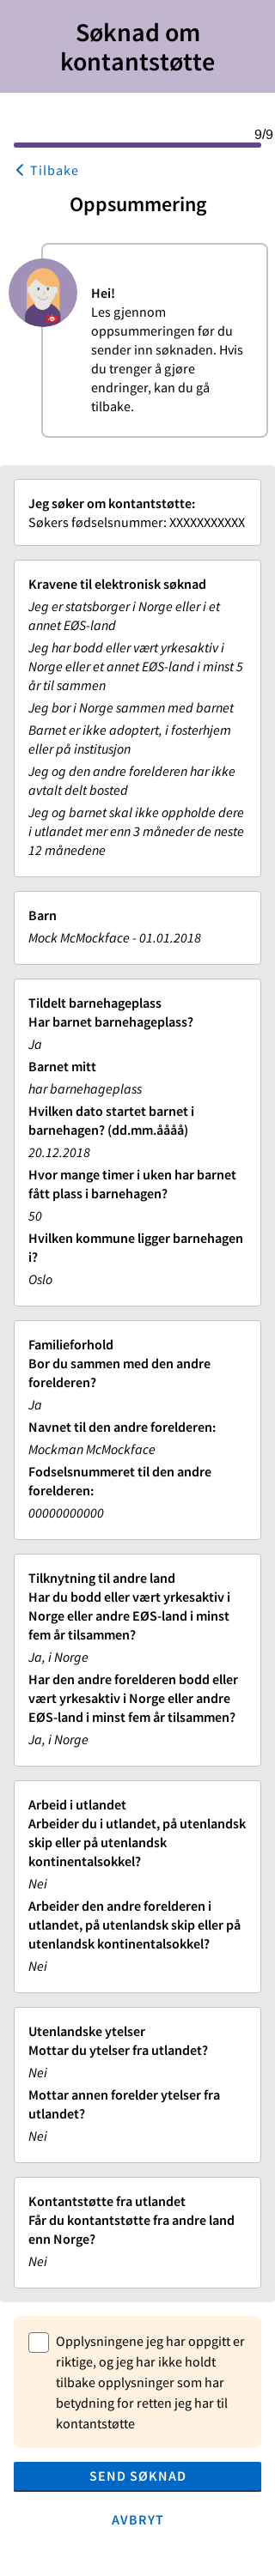 Søknad om
kontantstøtte
9/9
Tilbake
Oppsummering
Hei!
Les gjennom
oppsummeringen før du
sender inn søknaden. Hvis
du trenger å gjøre
endringer, kan du gå
tilbake.
Jeg søker om kontantstøtte:
Søkers fødselsnummer: XXXXXXXXXXX
Kravene til elektronisk søknad
Jeg er statsborger i Norge eller i et
annet EØS-land
Jeg har bodd eller vært yrkesaktiv i
Norge eller et annet EØS-land i minst 5
år til sammen
Jeg bor i Norge sammen med barnet
Barnet er ikke adoptert, i fosterhjem
eller på institusjon
Jeg og den andre forelderen har ikke
avtalt delt bosted
Jeg og barnet skal ikke oppholde dere
i utlandet mer enn 3 måneder de neste
12 månedene
Barn
Mock McMockface - 01.01.2018
Tildelt barnehageplass
Har barnet barnehageplass?
Ja
Barnet mitt
har barnehageplass
Hvilken dato startet barnet i
barnehagen? (dd.mm.åååå)
20.12.2018
Hvor mange timer i uken har barnet
fått plass i barnehagen?
50
Hvilken kommune ligger barnehagen
i?
Oslo
Familieforhold
Bor du sammen med den andre
forelderen?
Ja
Navnet til den andre forelderen:
Mockman McMockface
Fodselsnummeret til den andre
forelderen:
00000000000
Tilknytning til andre land
Har du bodd eller vært yrkesaktiv i
Norge eller andre EØS-land i minst
fem år tilsammen?
Ja, i Norge
Har den andre forelderen bodd eller
vært yrkesaktiv i Norge eller andre
EØS-land i minst fem år tilsammen?
Ja, i Norge
Arbeid i utlandet
Arbeider du i utlandet, på utenlandsk
skip eller på utenlandsk
kontinentalsokkel?
Nei
Arbeider den andre forelderen i
utlandet, på utenlandsk skip eller på
utenlandsk kontinentalsokkel?
Nei
Utenlandske ytelser
Mottar du ytelser fra utlandet?
Nei
Mottar annen forelder ytelser fra
utlandet?
Nei
Kontantstøtte fra utlandet
Får du kontantstøtte fra andre land
enn Norge?
Nei
Opplysningene jeg har oppgitt er
riktige, og jeg har ikke holdt
tilbake opplysninger som har
betydning for retten jeg har til
kontantstøtte
SEND SØKNAD
AVBRYT